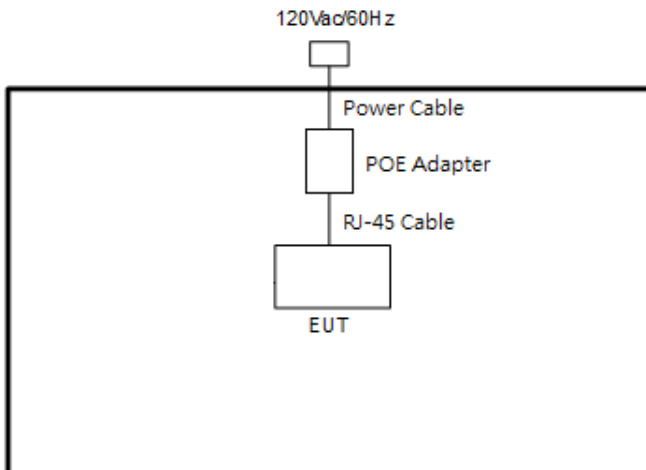 120Vac/60Hz
Power Cable
POE Adapter
RJ-45 Cable
EUT